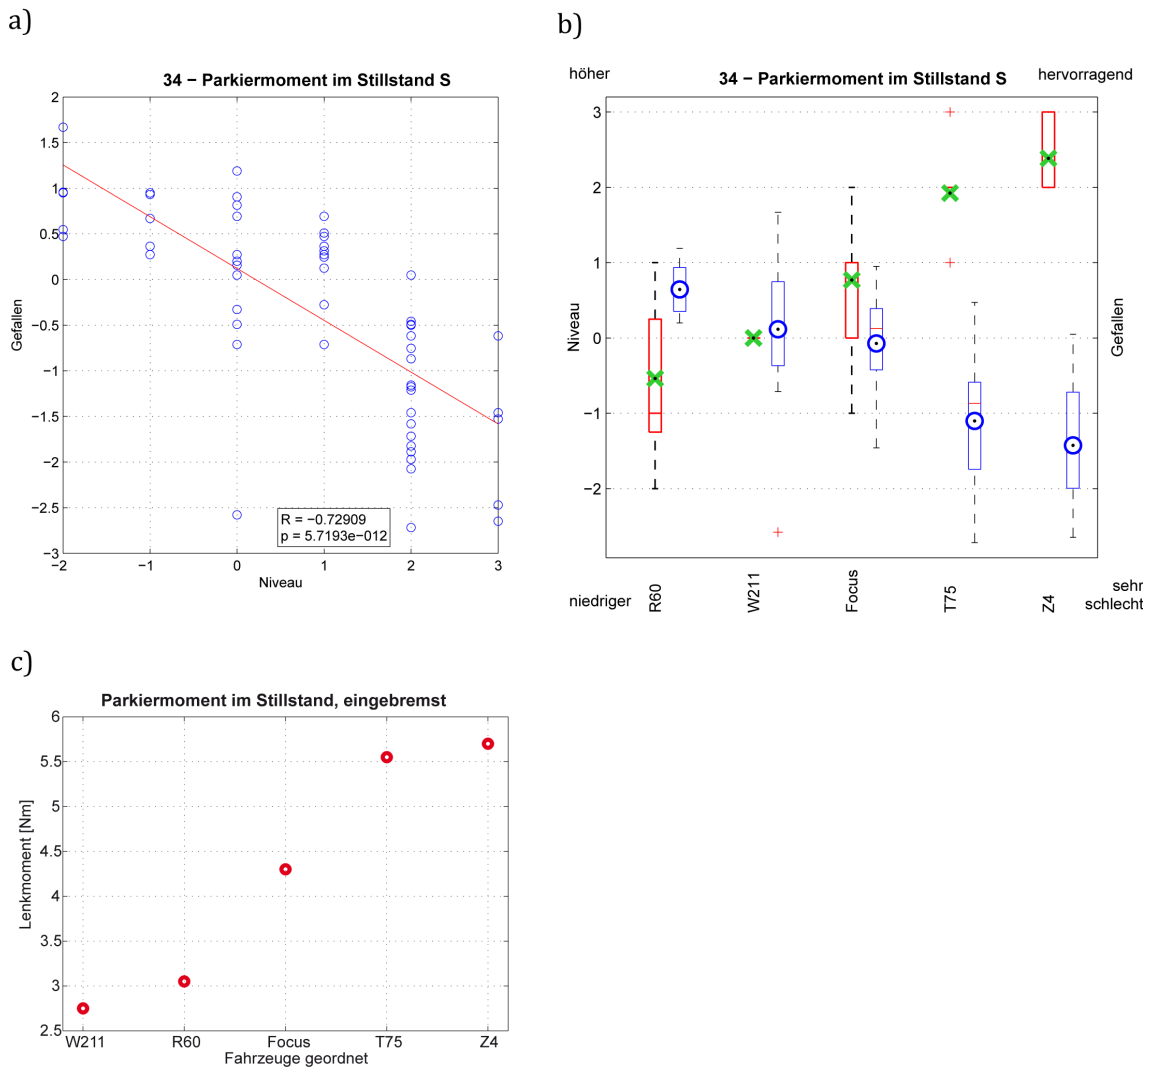 a)
34 − Parkiermoment im Stillstand S
2
1.5
1
0.5
0
−0.5
−1
−1.5
−2
−2.5
−3
Gefallen
R = −0.72909
p = 5.7193e−012
−2
−1
0
1
2
3
Niveau
b)
höher
34 − Parkiermoment im Stillstand S
hervorragend
3
2
1
0
−1
−2
Niveau
Gefallen
niedriger
R60
W211
Focus
T75
Z4
sehr
schlecht
c)
Parkiermoment im Stillstand, eingebremst
6
5.5
5
4.5
4
3.5
3
2.5
Lenkmoment [Nm]
W211
R60
Focus
T75
Z4
Fahrzeuge geordnet